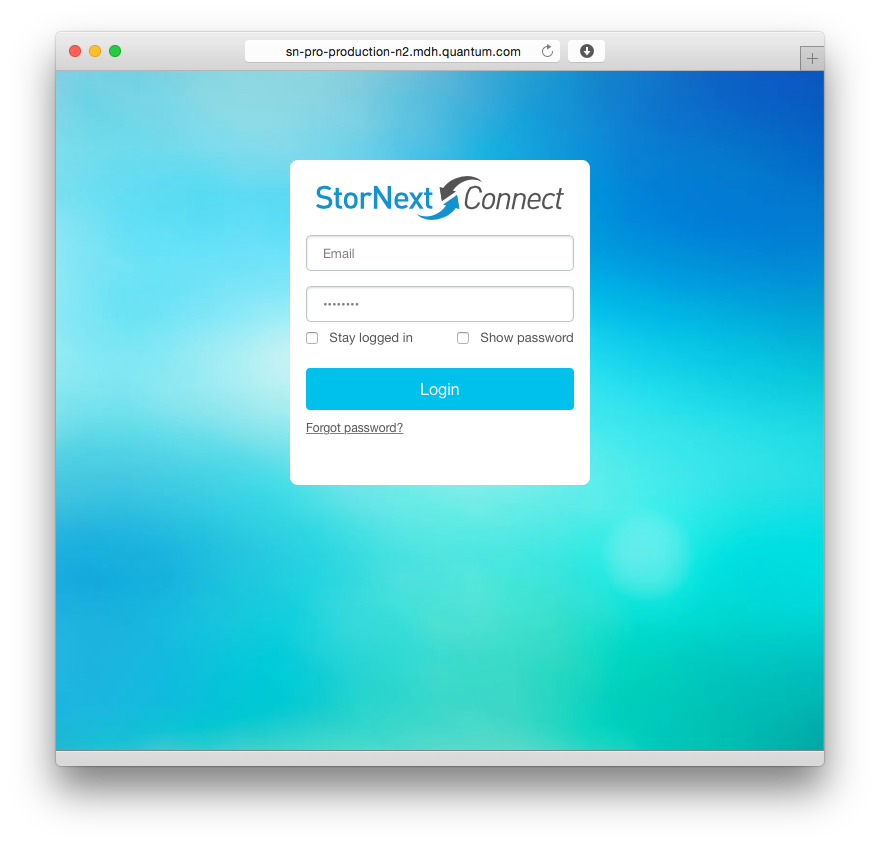 sn-pro-production-n2.mdh.quantum.com
StorNext Connect
Email
••••••••
Stay logged in Show password
Login
Forgot password?